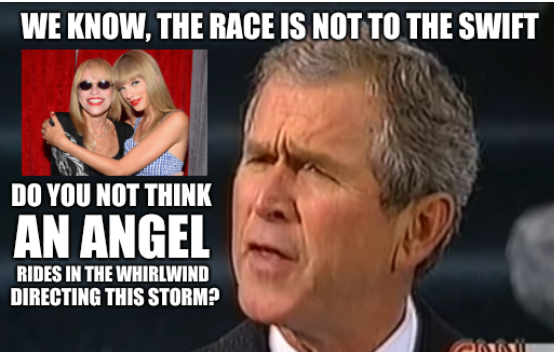 WE KNOW, THE RACE IS NOT TO THE SWIFT
DO YOU NOT THINK
AN ANGEL
RIDES IN THE WHIRLWIND
DIRECTING THIS STORM?